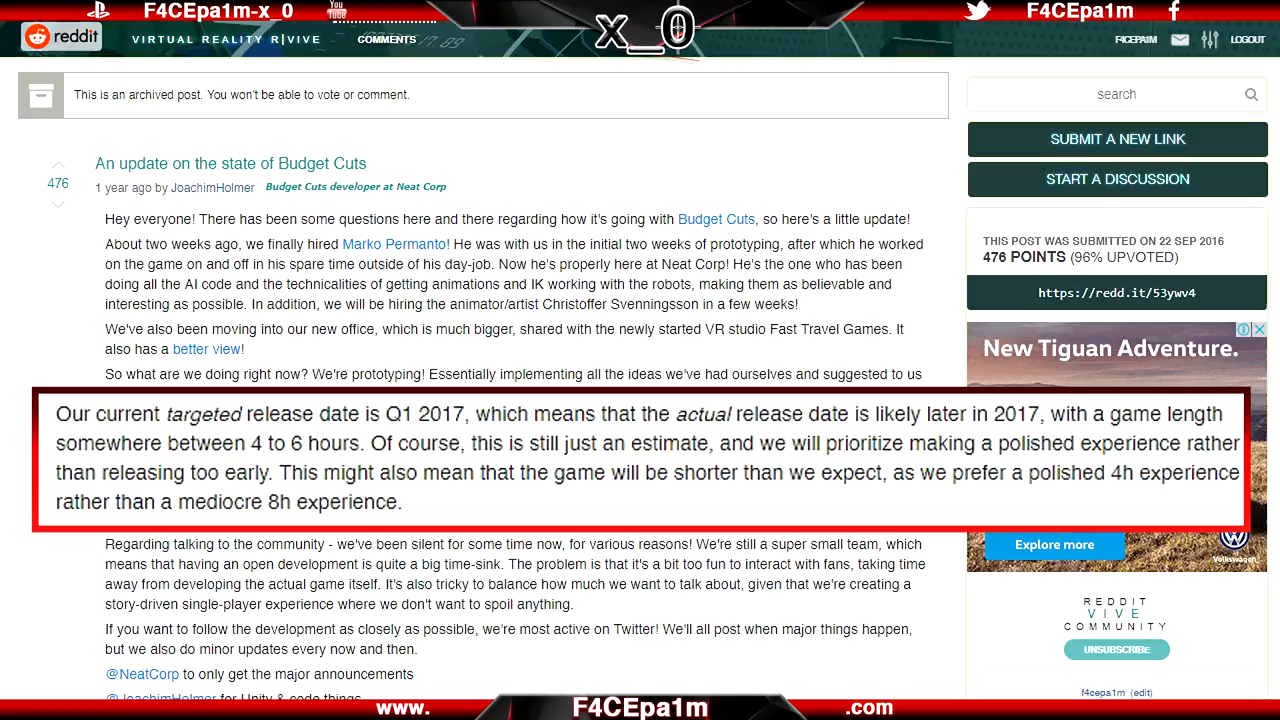 F4CEpa1m-x_0
You
Tube
x_0
F4CEpa1m
reddit
VIRTUAL REALITY R|VIVE
COMMENTS
F4CEPA1M
LOGOUT
This is an archived post. You won't be able to vote or comment.
search
SUBMIT A NEW LINK
START A DISCUSSION
An update on the state of Budget Cuts
476
1 year ago by JoachimHolmer Budget Cuts developer at Neat Corp
Hey everyone! There has been some questions here and there regarding how it's going with Budget Cuts, so here's a little update!
About two weeks ago, we finally hired Marko Permanto! He was with us in the initial two weeks of prototyping, after which he worked
on the game on and off in his spare time outside of his day-job. Now he's properly here at Neat Corp! He's the one who has been
doing all the AI code and the technicalities of getting animations and IK working with the robots, making them as believable and
interesting as possible. In addition, we will be hiring the animator/artist Christoffer Svenningsson in a few weeks!
We've also been moving into our new office, which is much bigger, shared with the newly started VR studio Fast Travel Games. It
also has a better view!
So what are we doing right now? We're prototyping! Essentially implementing all the ideas we've had ourselves and suggested to us
Our current targeted release date is Q1 2017, which means that the actual release date is likely later in 2017, with a game length
somewhere between 4 to 6 hours. Of course, this is still just an estimate, and we will prioritize making a polished experience rather
than releasing too early. This might also mean that the game will be shorter than we expect, as we prefer a polished 4h experience
rather than a mediocre 8h experience.
Regarding talking to the community - we've been silent for some time now, for various reasons! We're still a super small team, which
means that having an open development is quite a big time-sink. The problem is that it's a bit too fun to interact with fans, taking time
away from developing the actual game itself. It's also tricky to balance how much we want to talk about, given that we're creating a
story-driven single-player experience where we don't want to spoil anything.
If you want to follow the development as closely as possible, we're most active on Twitter! We'll all post when major things happen,
but we also do minor updates every now and then.
@NeatCorp to only get the major announcements
@JoachimHolmer for Unity & code things
THIS POST WAS SUBMITTED ON 22 SEP 2016
476 POINTS (96% UPVOTED)
https://redd.it/53ywv4
New Tiguan Adventure.
Explore more
Volkswagen
REDDIT
VIVE
COMMUNITY
UNSUBSCRIBE
f4cepa1m (edit)
www. F4CEpa1m .com